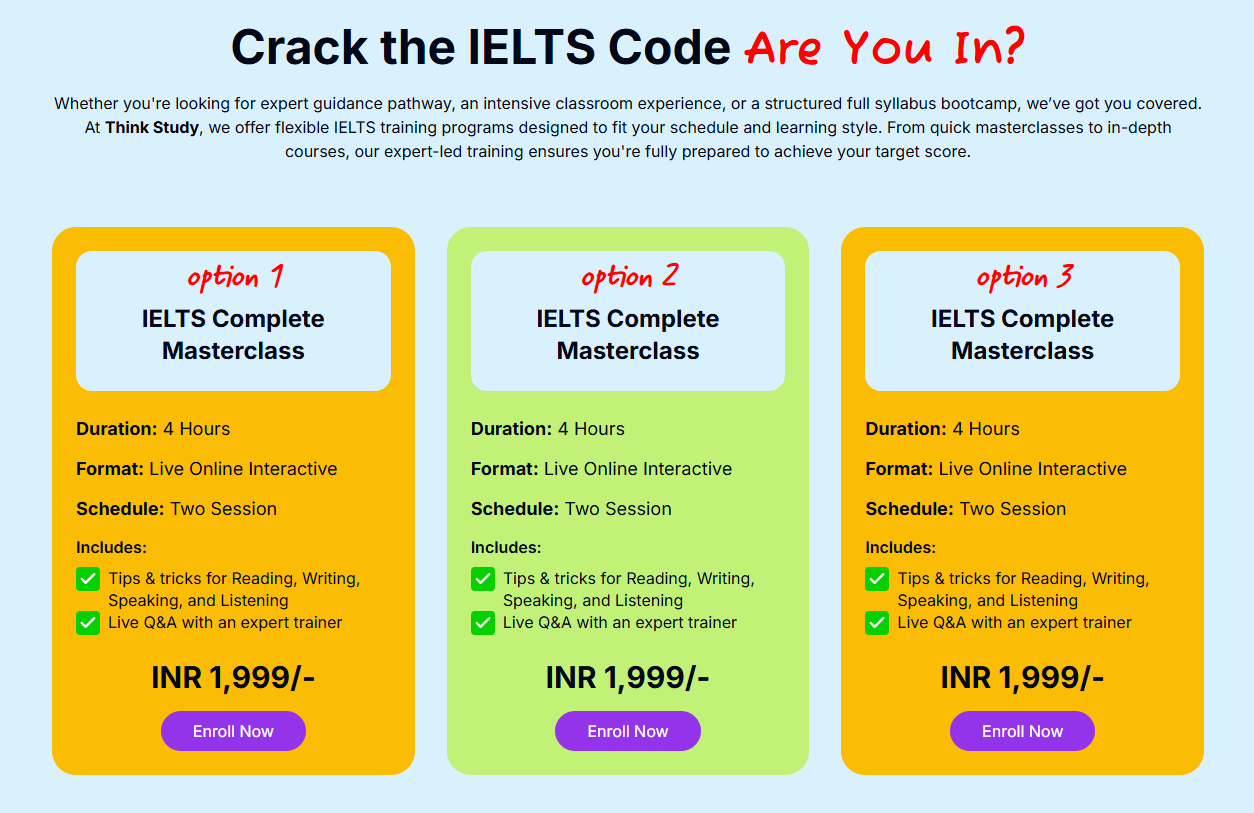 Crack the IELTS Code Are You In?
Whether you're looking for expert guidance pathway, an intensive classroom experience, or a structured full syllabus bootcamp, we’ve got you covered.
At Think Study, we offer flexible IELTS training programs designed to fit your schedule and learning style. From quick masterclasses to in-depth
courses, our expert-led training ensures you're fully prepared to achieve your target score.
option 1
IELTS Complete
Masterclass
Duration: 4 Hours
Format: Live Online Interactive
Schedule: Two Session
Includes:
Tips & tricks for Reading, Writing,
Speaking, and Listening
Live Q&A with an expert trainer
INR 1,999/-
Enroll Now
option 2
IELTS Complete
Masterclass
Duration: 4 Hours
Format: Live Online Interactive
Schedule: Two Session
Includes:
Tips & tricks for Reading, Writing,
Speaking, and Listening
Live Q&A with an expert trainer
INR 1,999/-
Enroll Now
option 3
IELTS Complete
Masterclass
Duration: 4 Hours
Format: Live Online Interactive
Schedule: Two Session
Includes:
Tips & tricks for Reading, Writing,
Speaking, and Listening
Live Q&A with an expert trainer
INR 1,999/-
Enroll Now